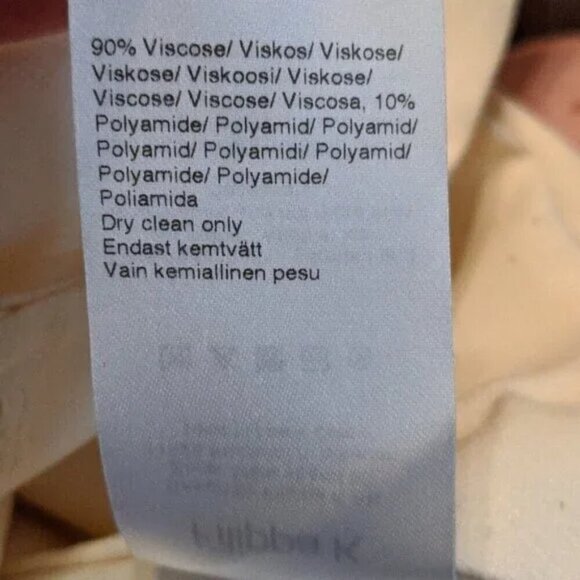 90% Viscose/ Viskos/ Viskose/
Viskose/ Viskoosi/ Viskose/
Viscose/ Viscose/ Viscosa, 10%
Polyamide/ Polyamid/ Polyamid/
Polyamid/ Polyamidi/ Polyamid/
Polyamide/ Polyamide/
Poliamida
Dry clean only
Endast kemtvätt
Vain kemiallinen pesu